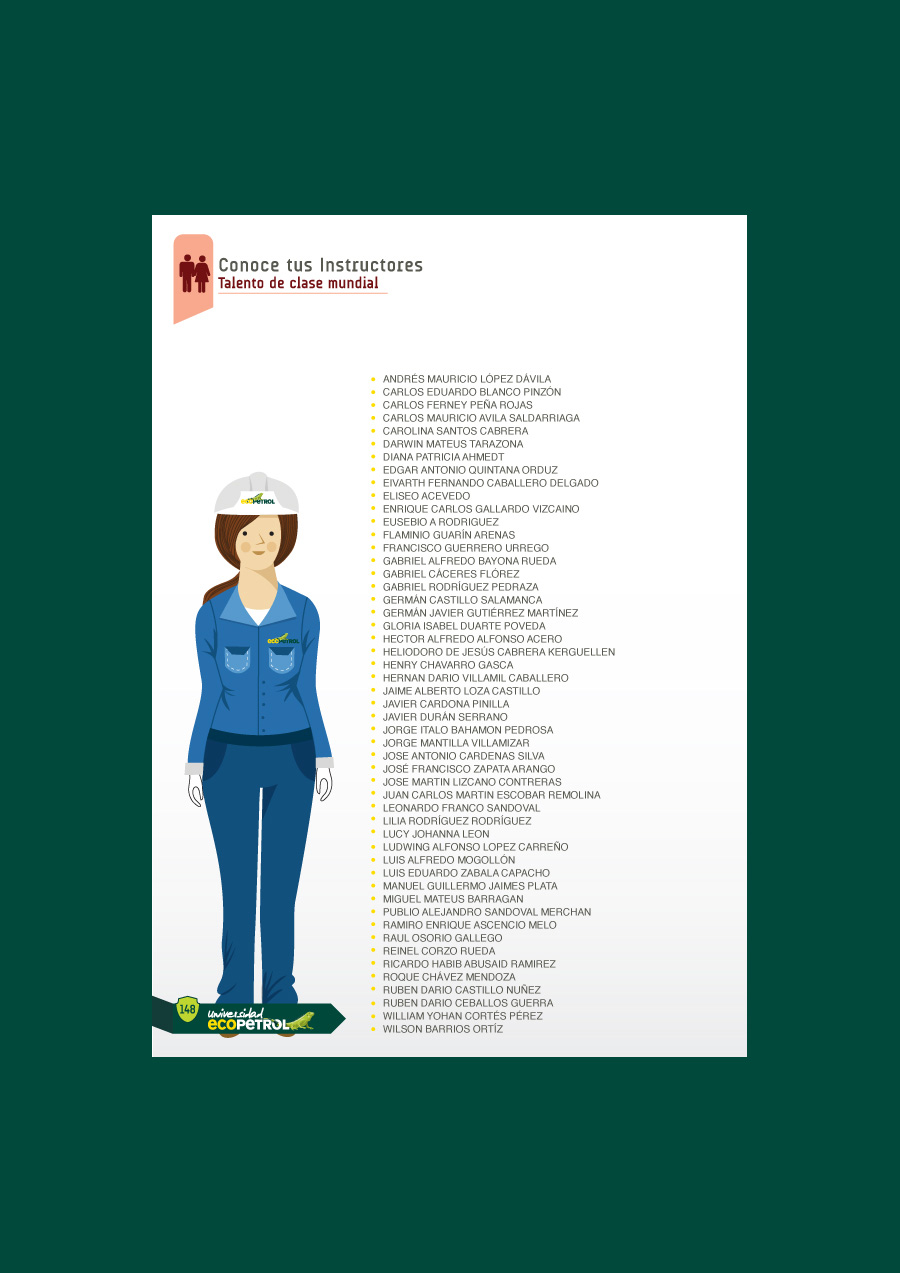 Conoce tus Instructores
Talento de clase mundial
• ANDRÉS MAURICIO LÓPEZ DÁVILA
• CARLOS EDUARDO BLANCO PINZÓN
• CARLOS FERNEY PEÑA ROJAS
• CARLOS MAURICIO AVILA SALDARRIAGA
• CAROLINA SANTOS CABRERA
• DARWIN MATEUS TARAZONA
• DIANA PATRICIA AHMEDT
• EDGAR ANTONIO QUINTANA ORDUZ
• EIVARTH FERNANDO CABALLERO DELGADO
• ELISEO ACEVEDO
• ENRIQUE CARLOS GALLARDO VIZCAINO
• EUSEBIO A RODRIGUEZ
• FLAMINIO GUARÍN ARENAS
• FRANCISCO GUERRERO URREGO
• GABRIEL ALFREDO BAYONA RUEDA
• GABRIEL CÁCERES FLÓREZ
• GABRIEL RODRÍGUEZ PEDRAZA
• GERMÁN CASTILLO SALAMANCA
• GERMÁN JAVIER GUTIÉRREZ MARTÍNEZ
• GLORIA ISABEL DUARTE POVEDA
• HECTOR ALFREDO ALFONSO ACERO
• HELIODORO DE JESÚS CABRERA KERGUELLEN
• HENRY CHAVARRO GASCA
• HERNAN DARIO VILLAMIL CABALLERO
• JAIME ALBERTO LOZA CASTILLO
• JAVIER CARDONA PINILLA
• JAVIER DURÁN SERRANO
• JORGE ITALO BAHAMON PEDROSA
• JORGE MANTILLA VILLAMIZAR
• JOSE ANTONIO CARDENAS SILVA
• JOSÉ FRANCISCO ZAPATA ARANGO
• JOSE MARTIN LIZCANO CONTRERAS
• JUAN CARLOS MARTIN ESCOBAR REMOLINA
• LEONARDO FRANCO SANDOVAL
• LILIA RODRÍGUEZ RODRÍGUEZ
• LUCY JOHANNA LEON
• LUDWING ALFONSO LOPEZ CARREÑO
• LUIS ALFREDO MOGOLLÓN
• LUIS EDUARDO ZABALA CAPACHO
• MANUEL GUILLERMO JAIMES PLATA
• MIGUEL MATEUS BARRAGAN
• PUBLIO ALEJANDRO SANDOVAL MERCHAN
• RAMIRO ENRIQUE ASCENCIO MELO
• RAUL OSORIO GALLEGO
• REINEL CORZO RUEDA
• RICARDO HABIB ABUSAID RAMIREZ
• ROQUE CHÁVEZ MENDOZA
• RUBEN DARIO CASTILLO NUÑEZ
• RUBEN DARIO CEBALLOS GUERRA
• WILLIAM YOHAN CORTÉS PÉREZ
• WILSON BARRIOS ORTÍZ
ecopetrol
ecopetrol
148
universidad
ecopetrol